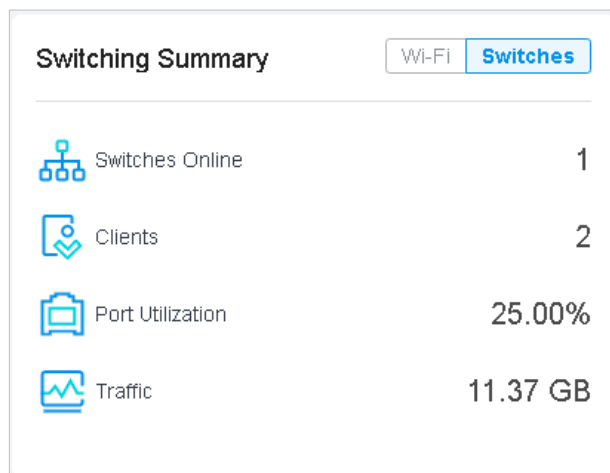 Switching Summary
Wi-Fi Switches
Switches Online 1
Clients 2
Port Utilization 25.00%
Traffic 11.37 GB